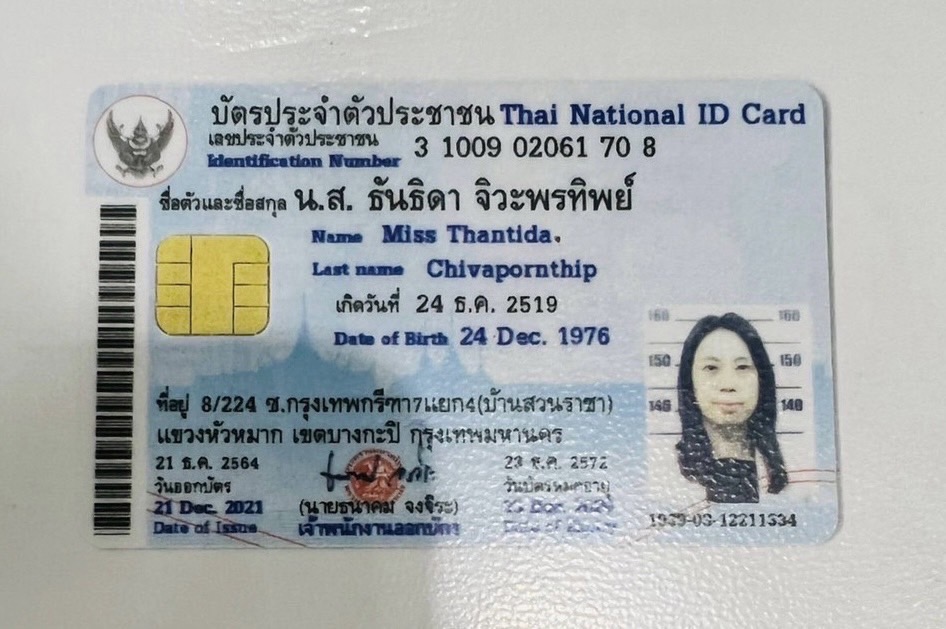 บัตรประจำตัวประชาชน Thai National ID Card
เลขประจำตัวประชาชน
Identification Number 3 1009 02061 70 8
ชื่อตัวและชื่อสกุล น.ส. ธันธิดา จิวะพรทิพย์
Name Miss Thantida.
Last name Chivapornthip
เกิดวันที่ 24 ธ.ค. 2519
Date of Birth 24 Dec. 1976
160 160
150 150
140
ที่อยู่ 8/224 ซ.กรุงเทพกรีฑา7แยก4(บ้านสวนราชา)
แขวงหัวหมาก เขตบางกะปิ กรุงเทพมหานคร
21 ธ.ค. 2564
วันออกบัตร
21 Dec. 2021
Date of Issue
(นายธนาคม จงจิระ)
เจ้าพนักงานออกบัตร
23 ธ.ค. 2572
วันบัตรหมดอายุ
1939-03-12211334